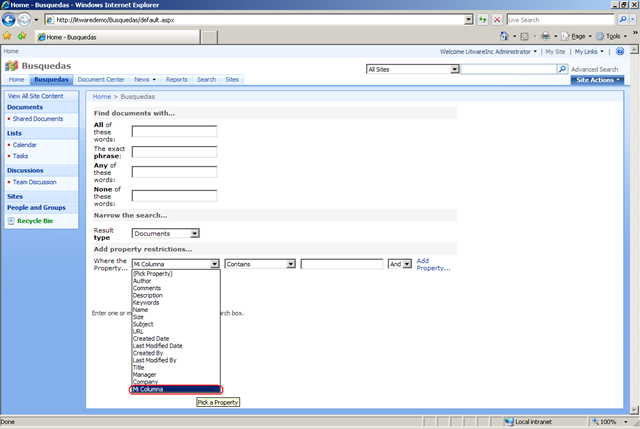 Home - Busquedas - Windows Internet Explorer
http://litwaredemo/Busquedas/default.aspx
Live Search
Home - Busquedas
Page
Tools
Home
Welcome LitwareInc Administrator
My Site
My Links
Busquedas
All Sites
Advanced Search
Home
Busquedas
Document Center
News
Reports
Search
Sites
Site Actions
View All Site Content
Documents
Shared Documents
Lists
Calendar
Tasks
Discussions
Team Discussion
Sites
People and Groups
Recycle Bin
Home > Busquedas
Find documents with...
All of
these
words:
The exact
phrase:
Any of
these
words:
None of
these
words:
Narrow the search...
Result
type
Documents
Add property restrictions...
Where the
Property...
Mi Columna
Contains
And
Add
Property...
(Pick Property)
Author
Comments
Description
Keywords
Name
Size
Subject
URL
Created Date
Last Modified Date
Created By
Last Modified By
Title
Manager
Company
Mi Columna
Enter one or m
rch box.
Pick a Property
Done
Local intranet
100%